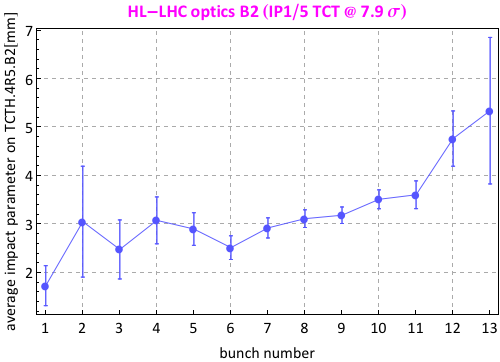 HL−LHC optics B2 (IP1/5 TCT @ 7.9 σ)
average impact parameter on TCTH.4R5.B2[mm]
7
6
5
4
3
2
1 2 3 4 5 6 7 8 9 10 11 12 13
bunch number